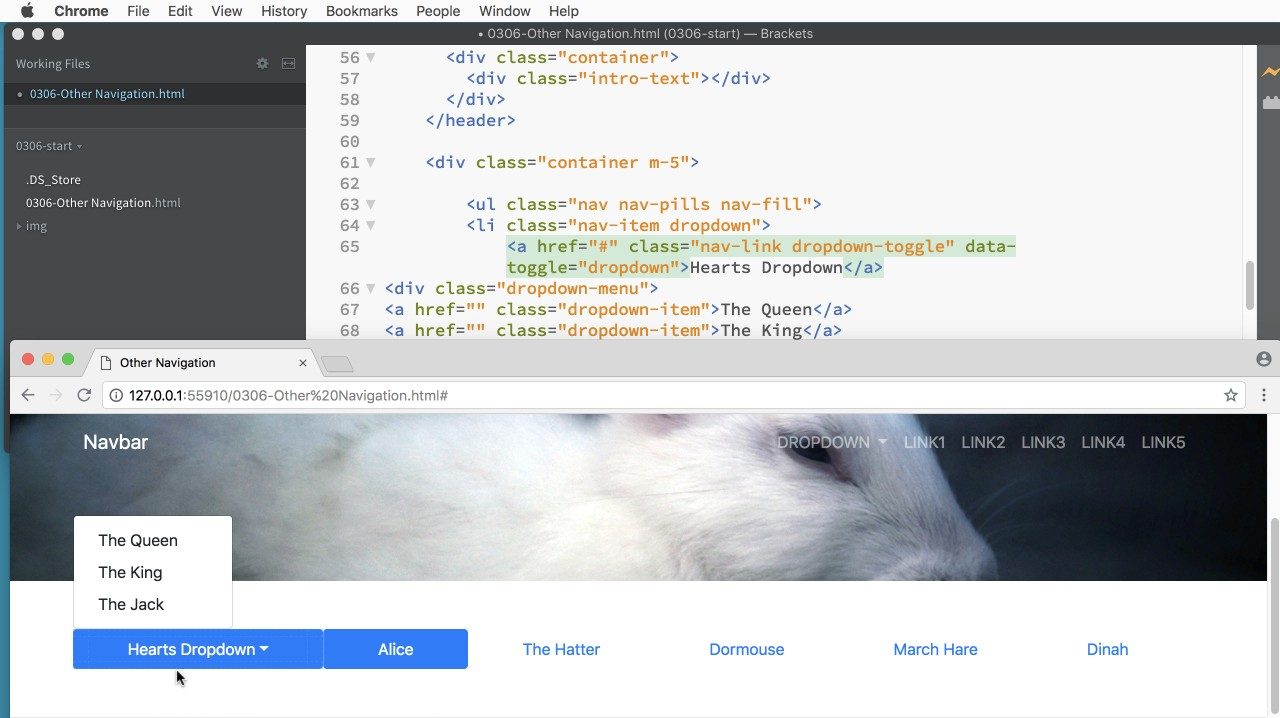 Chrome File Edit View History Bookmarks People Window Help
• 0306-Other Navigation.html (0306-start) — Brackets
Working Files
• 0306-Other Navigation.html
0306-start
.DS_Store
0306-Other Navigation.html
img
56 <div class="container">
57 <div class="intro-text"></div>
58 </div>
59 </header>
60
61 <div class="container m-5">
62
63 <ul class="nav nav-pills nav-fill">
64 <li class="nav-item dropdown">
65 <a href="#" class="nav-link dropdown-toggle" data-
toggle="dropdown">Hearts Dropdown</a>
66 <div class="dropdown-menu">
67 <a href="" class="dropdown-item">The Queen</a>
68 <a href="" class="dropdown-item">The King</a>
Other Navigation
127.0.0.1:55910/0306-Other%20Navigation.html#
Navbar DROPDOWN LINK1 LINK2 LINK3 LINK4 LINK5
The Queen
The King
The Jack
Hearts Dropdown Alice The Hatter Dormouse March Hare Dinah